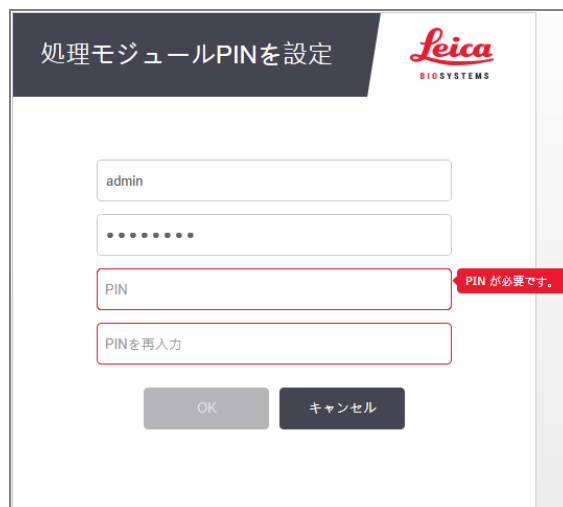 処理モジュールPINを設定
Leica
BIOSYSTEMS
admin
••••••••
PIN
PIN が必要です。
PINを再入力
OK
キャンセル